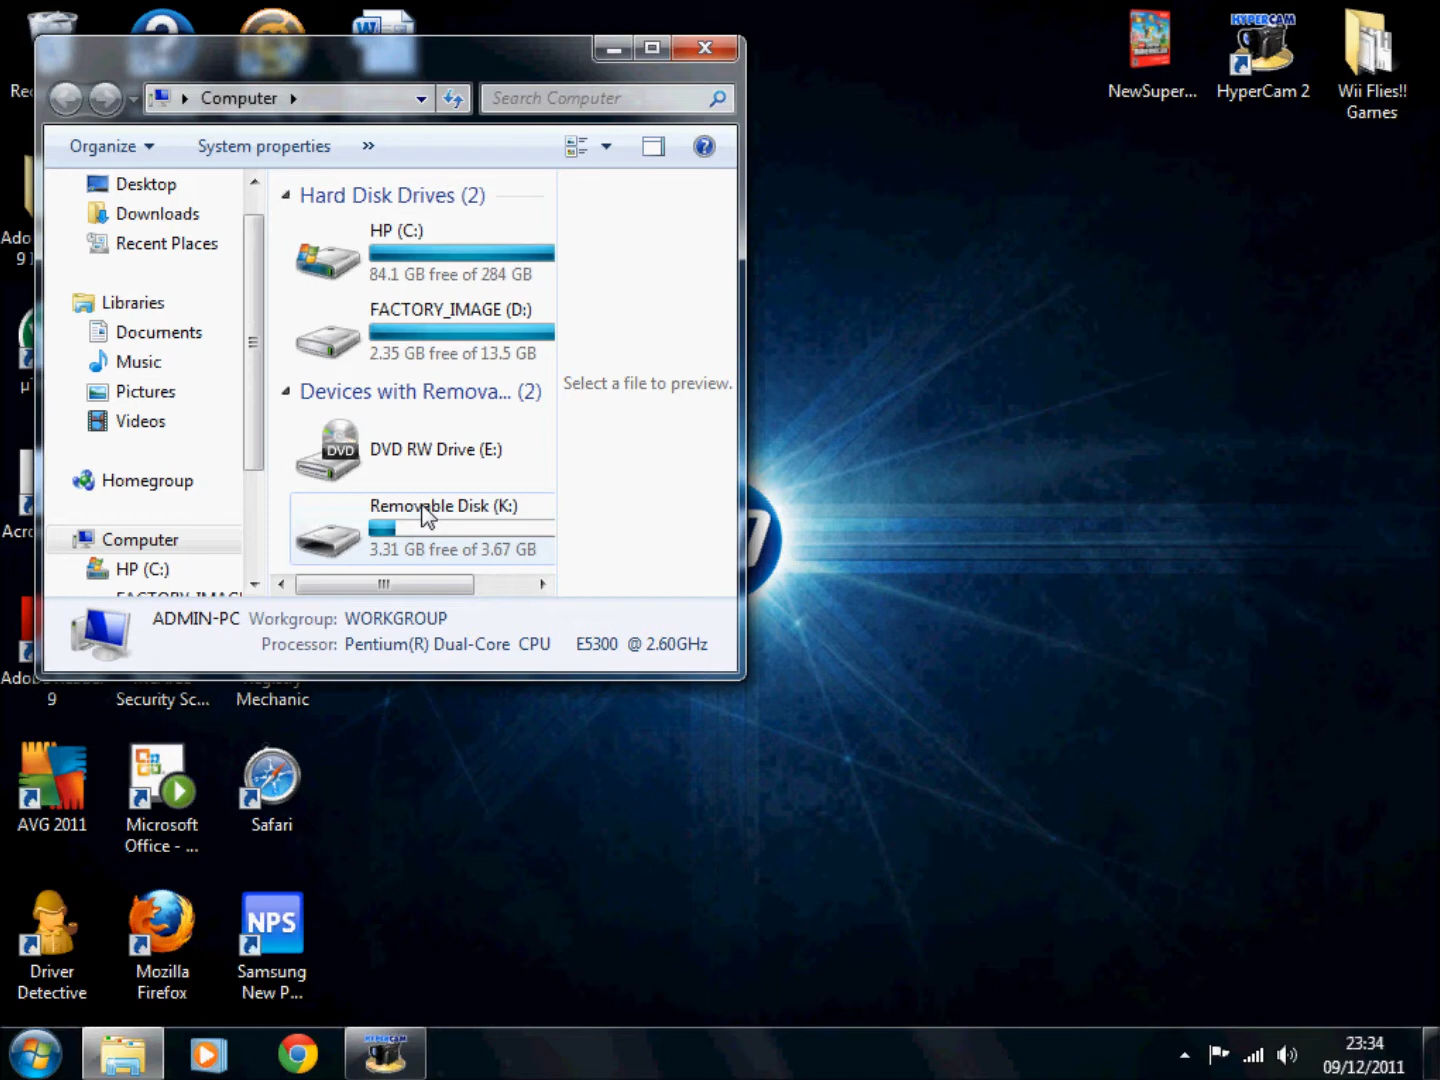 NewSuper...
HYPERCAM
HyperCam 2
Wii Flies!!
Games
Computer
Search Computer
Organize
System properties
»
Desktop
Downloads
Recent Places
Libraries
Documents
Music
Pictures
Videos
Homegroup
Computer
HP (C:)
Hard Disk Drives (2)
HP (C:)
84.1 GB free of 284 GB
FACTORY_IMAGE (D:)
2.35 GB free of 13.5 GB
Devices with Remova... (2)
DVD
DVD RW Drive (E:)
Removable Disk (K:)
3.31 GB free of 3.67 GB
Select a file to preview.
ADMIN-PC Workgroup: WORKGROUP
Processor: Pentium(R) Dual-Core CPU E5300 @ 2.60GHz
9
Security Sc...
Mechanic
AVG 2011
Microsoft
Office - ...
Safari
NPS
Driver
Detective
Mozilla
Firefox
Samsung
New P...
HYPERCAM
23:34
09/12/2011